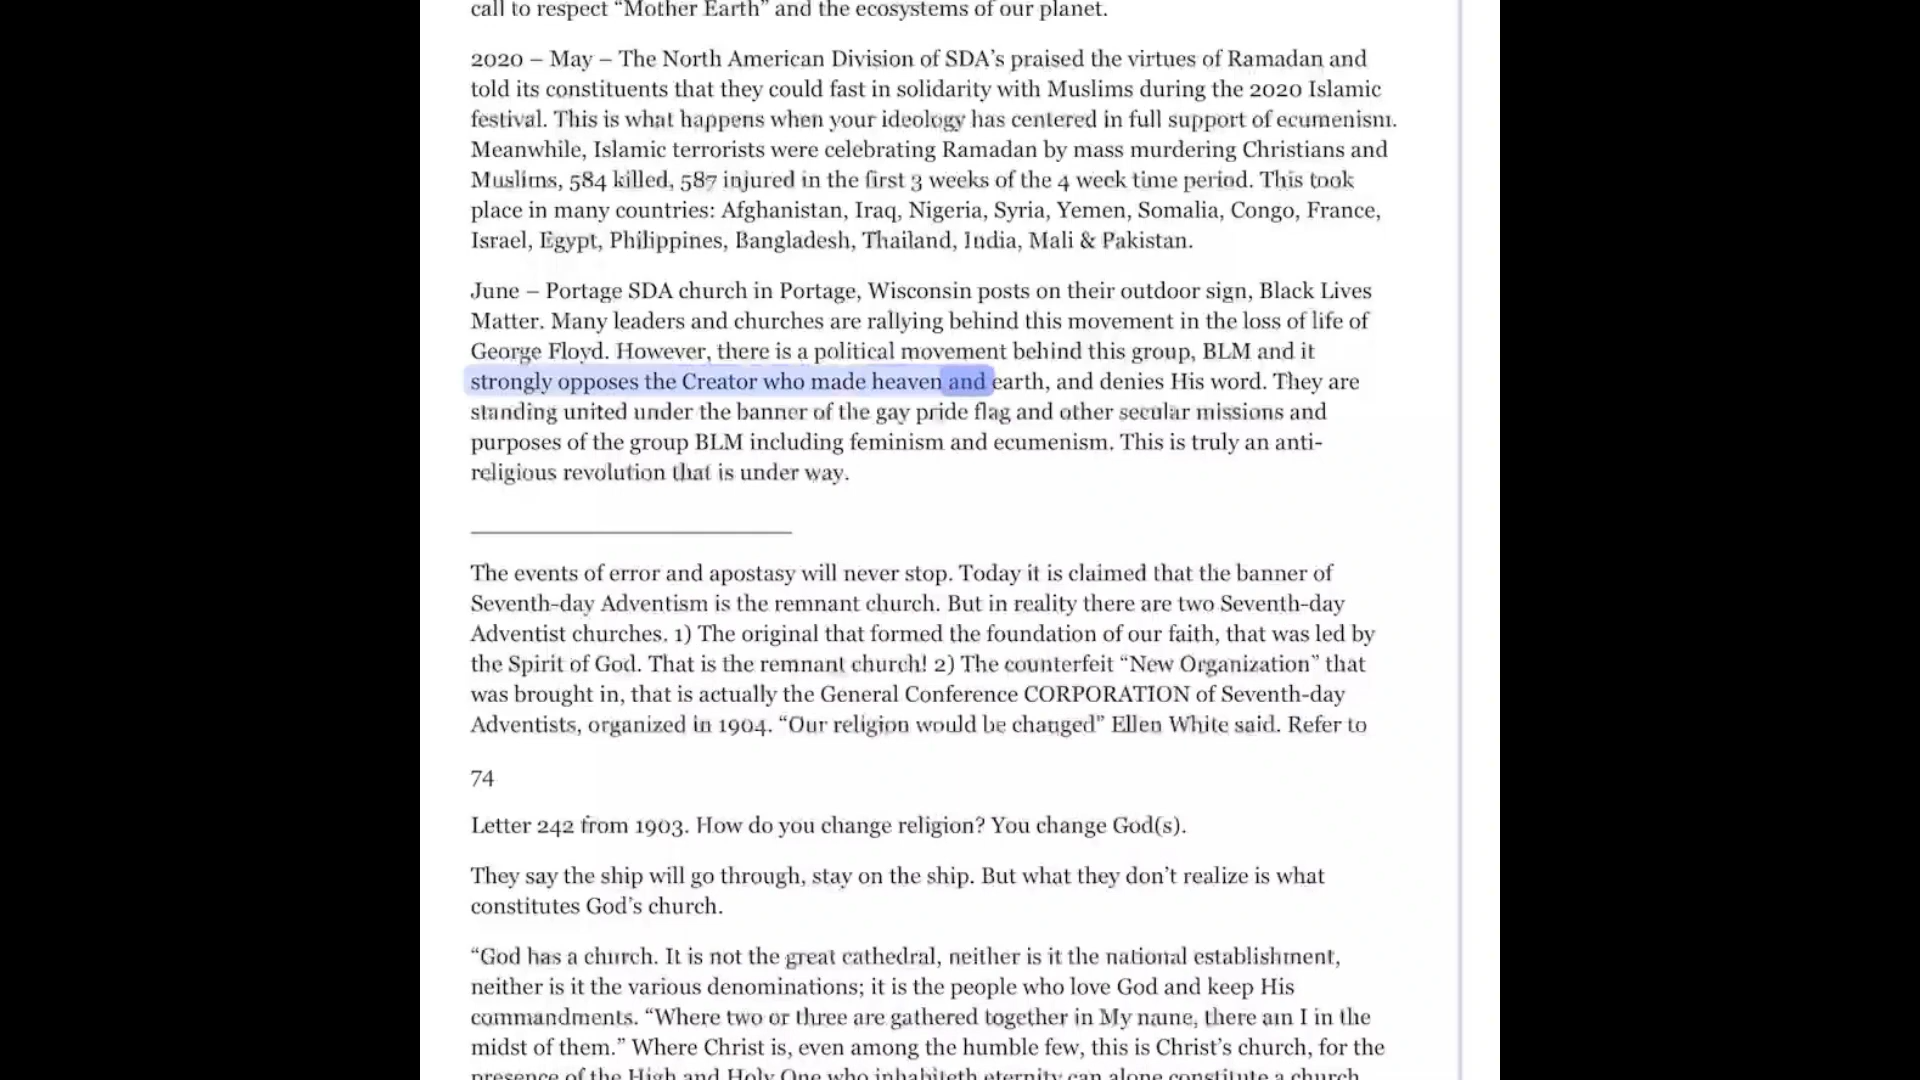 call to respect “Mother Earth” and the ecosystems of our planet.
2020 – May – The North American Division of SDA’s praised the virtues of Ramadan and
told its constituents that they could fast in solidarity with Muslims during the 2020 Islamic
festival. This is what happens when your ideology has centered in full support of ecumenism.
Meanwhile, Islamic terrorists were celebrating Ramadan by mass murdering Christians and
Muslims, 584 killed, 587 injured in the first 3 weeks of the 4 week time period. This took
place in many countries: Afghanistan, Iraq, Nigeria, Syria, Yemen, Somalia, Congo, France,
Israel, Egypt, Philippines, Bangladesh, Thailand, India, Mali & Pakistan.
June – Portage SDA church in Portage, Wisconsin posts on their outdoor sign, Black Lives
Matter. Many leaders and churches are rallying behind this movement in the loss of life of
George Floyd. However, there is a political movement behind this group, BLM and it
strongly opposes the Creator who made heaven and earth, and denies His word. They are
standing united under the banner of the gay pride flag and other secular missions and
purposes of the group BLM including feminism and ecumenism. This is truly an anti-
religious revolution that is under way.
The events of error and apostasy will never stop. Today it is claimed that the banner of
Seventh-day Adventism is the remnant church. But in reality there are two Seventh-day
Adventist churches. 1) The original that formed the foundation of our faith, that was led by
the Spirit of God. That is the remnant church! 2) The counterfeit “New Organization” that
was brought in, that is actually the General Conference CORPORATION of Seventh-day
Adventists, organized in 1904. “Our religion would be changed” Ellen White said. Refer to
74
Letter 242 from 1903. How do you change religion? You change God(s).
They say the ship will go through, stay on the ship. But what they don’t realize is what
constitutes God’s church.
“God has a church. It is not the great cathedral, neither is it the national establishment,
neither is it the various denominations; it is the people who love God and keep His
commandments. “Where two or three are gathered together in My name, there am I in the
midst of them.” Where Christ is, even among the humble few, this is Christ’s church, for the
presence of the High and Holy One who inhabiteth eternity can alone constitute a church